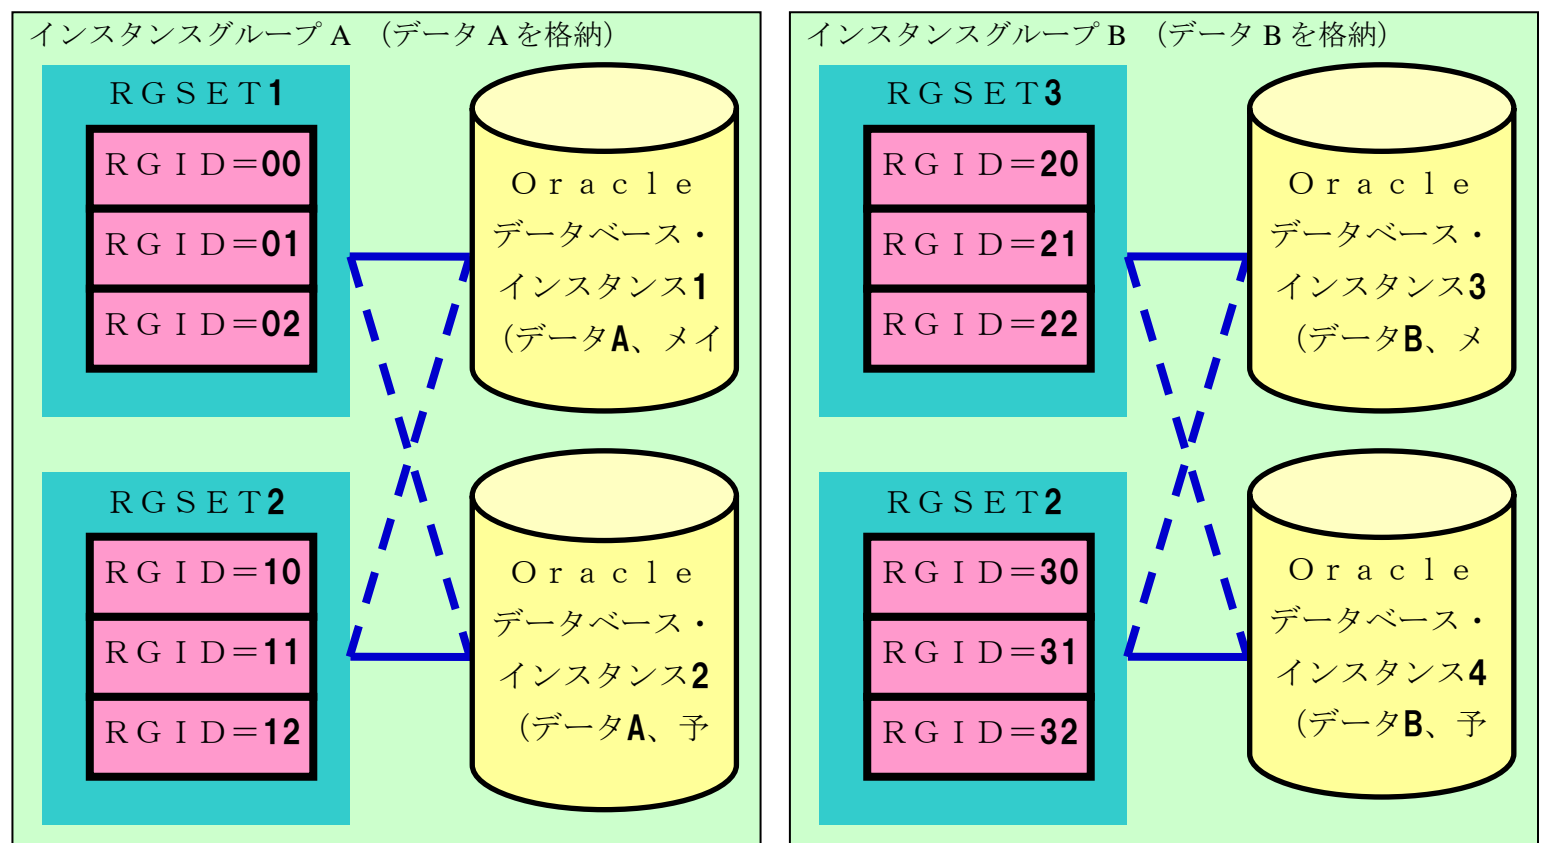 インスタンスグループ A （データ A を格納）
ＲＧＳＥＴ1
ＲＧＩＤ＝00
ＲＧＩＤ＝01
ＲＧＩＤ＝02
Ｏｒａｃｌｅ
データベース・
インスタンス1
（データA、メイ
ＲＧＳＥＴ2
ＲＧＩＤ＝10
ＲＧＩＤ＝11
ＲＧＩＤ＝12
Ｏｒａｃｌｅ
データベース・
インスタンス2
（データA、予
インスタンスグループ B （データ B を格納）
ＲＧＳＥＴ3
ＲＧＩＤ＝20
ＲＧＩＤ＝21
ＲＧＩＤ＝22
Ｏｒａｃｌｅ
データベース・
インスタンス3
（データB、メ
ＲＧＳＥＴ2
ＲＧＩＤ＝30
ＲＧＩＤ＝31
ＲＧＩＤ＝32
Ｏｒａｃｌｅ
データベース・
インスタンス4
（データB、予